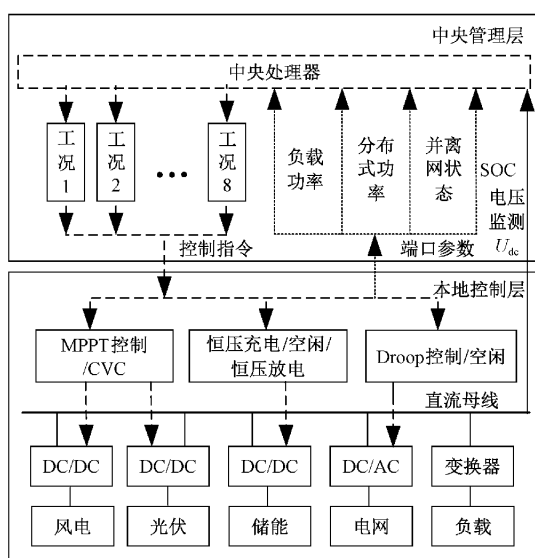 中央管理层
中央处理器
工
况
1
工
况
2
•••
工
况
8
负载
功率
分布
式功
率
并离
网状
态
SOC
电压
监测
Udc
控制指令
端口参数
本地控制层
MPPT控制
/CVC
恒压充电/空闲/
恒压放电
Droop控制/空闲
直流母线
DC/DC
DC/DC
DC/DC
DC/AC
变换器
风电
光伏
储能
电网
负载